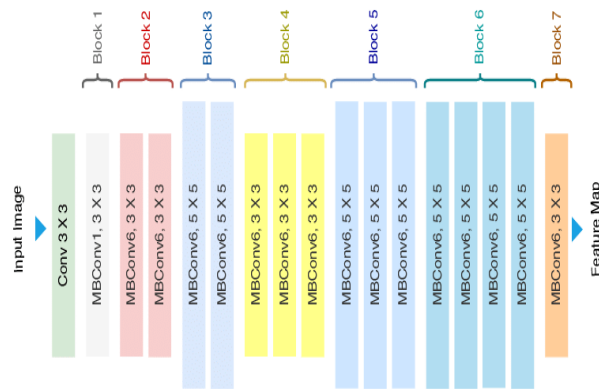 Block 1
Block 2
Block 3
Block 4
Block 5
Block 6
Block 7
Input Image
Conv 3 X 3
MBConv1, 3 X 3
MBConv6, 3 X 3
MBConv6, 3 X 3
MBConv6, 5 X 5
MBConv6, 5 X 5
MBConv6, 3 X 3
MBConv6, 3 X 3
MBConv6, 3 X 3
MBConv6, 5 X 5
MBConv6, 5 X 5
MBConv6, 5 X 5
MBConv6, 5 X 5
MBConv6, 5 X 5
MBConv6, 5 X 5
MBConv6, 5 X 5
MBConv6, 3 X 3
Feature Map